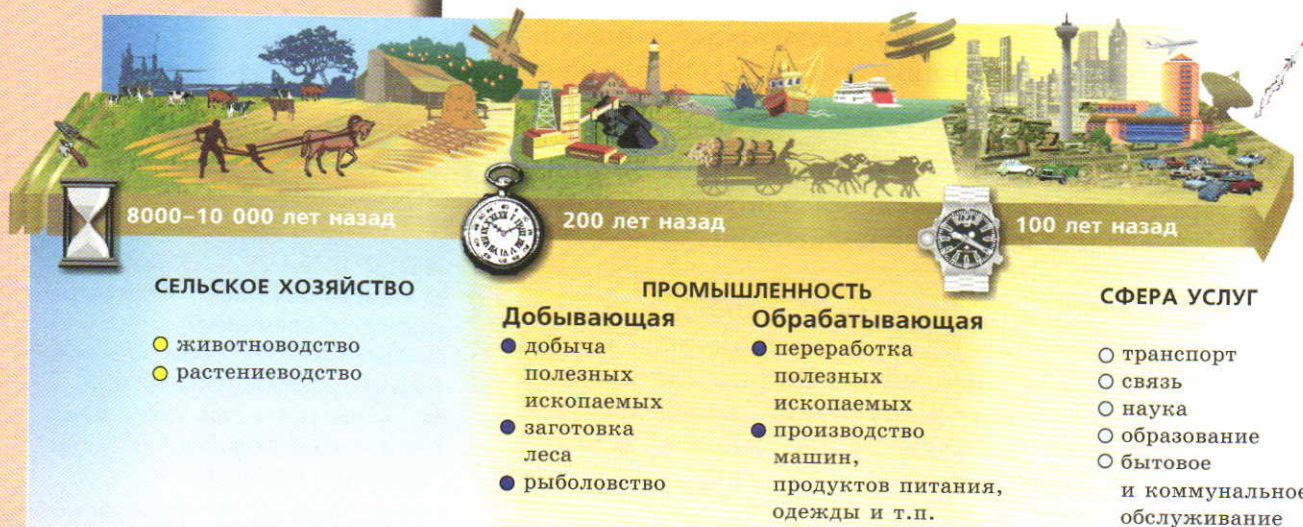 8000–10 000 лет назад
200 лет назад
100 лет назад
СЕЛЬСКОЕ ХОЗЯЙСТВО
животноводство
растениеводство
ПРОМЫШЛЕННОСТЬ
Добывающая
добыча
полезных
ископаемых
заготовка
леса
рыболовство
Обрабатывающая
переработка
полезных
ископаемых
производство
машин,
продуктов питания,
одежды и т.п.
СФЕРА УСЛУГ
транспорт
связь
наука
образование
бытовое
и коммунальное
обслуживание